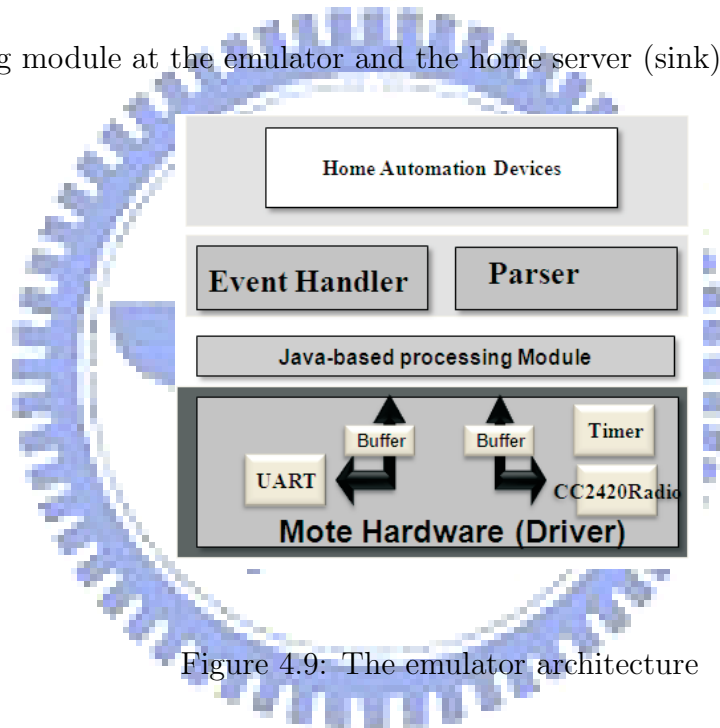 g module at the emulator and the home server (sink)
Home Automation Devices
Event Handler
Parser
Java-based processing Module
Buffer
Buffer
Timer
UART
CC2420Radio
Mote Hardware (Driver)
Figure 4.9: The emulator architecture